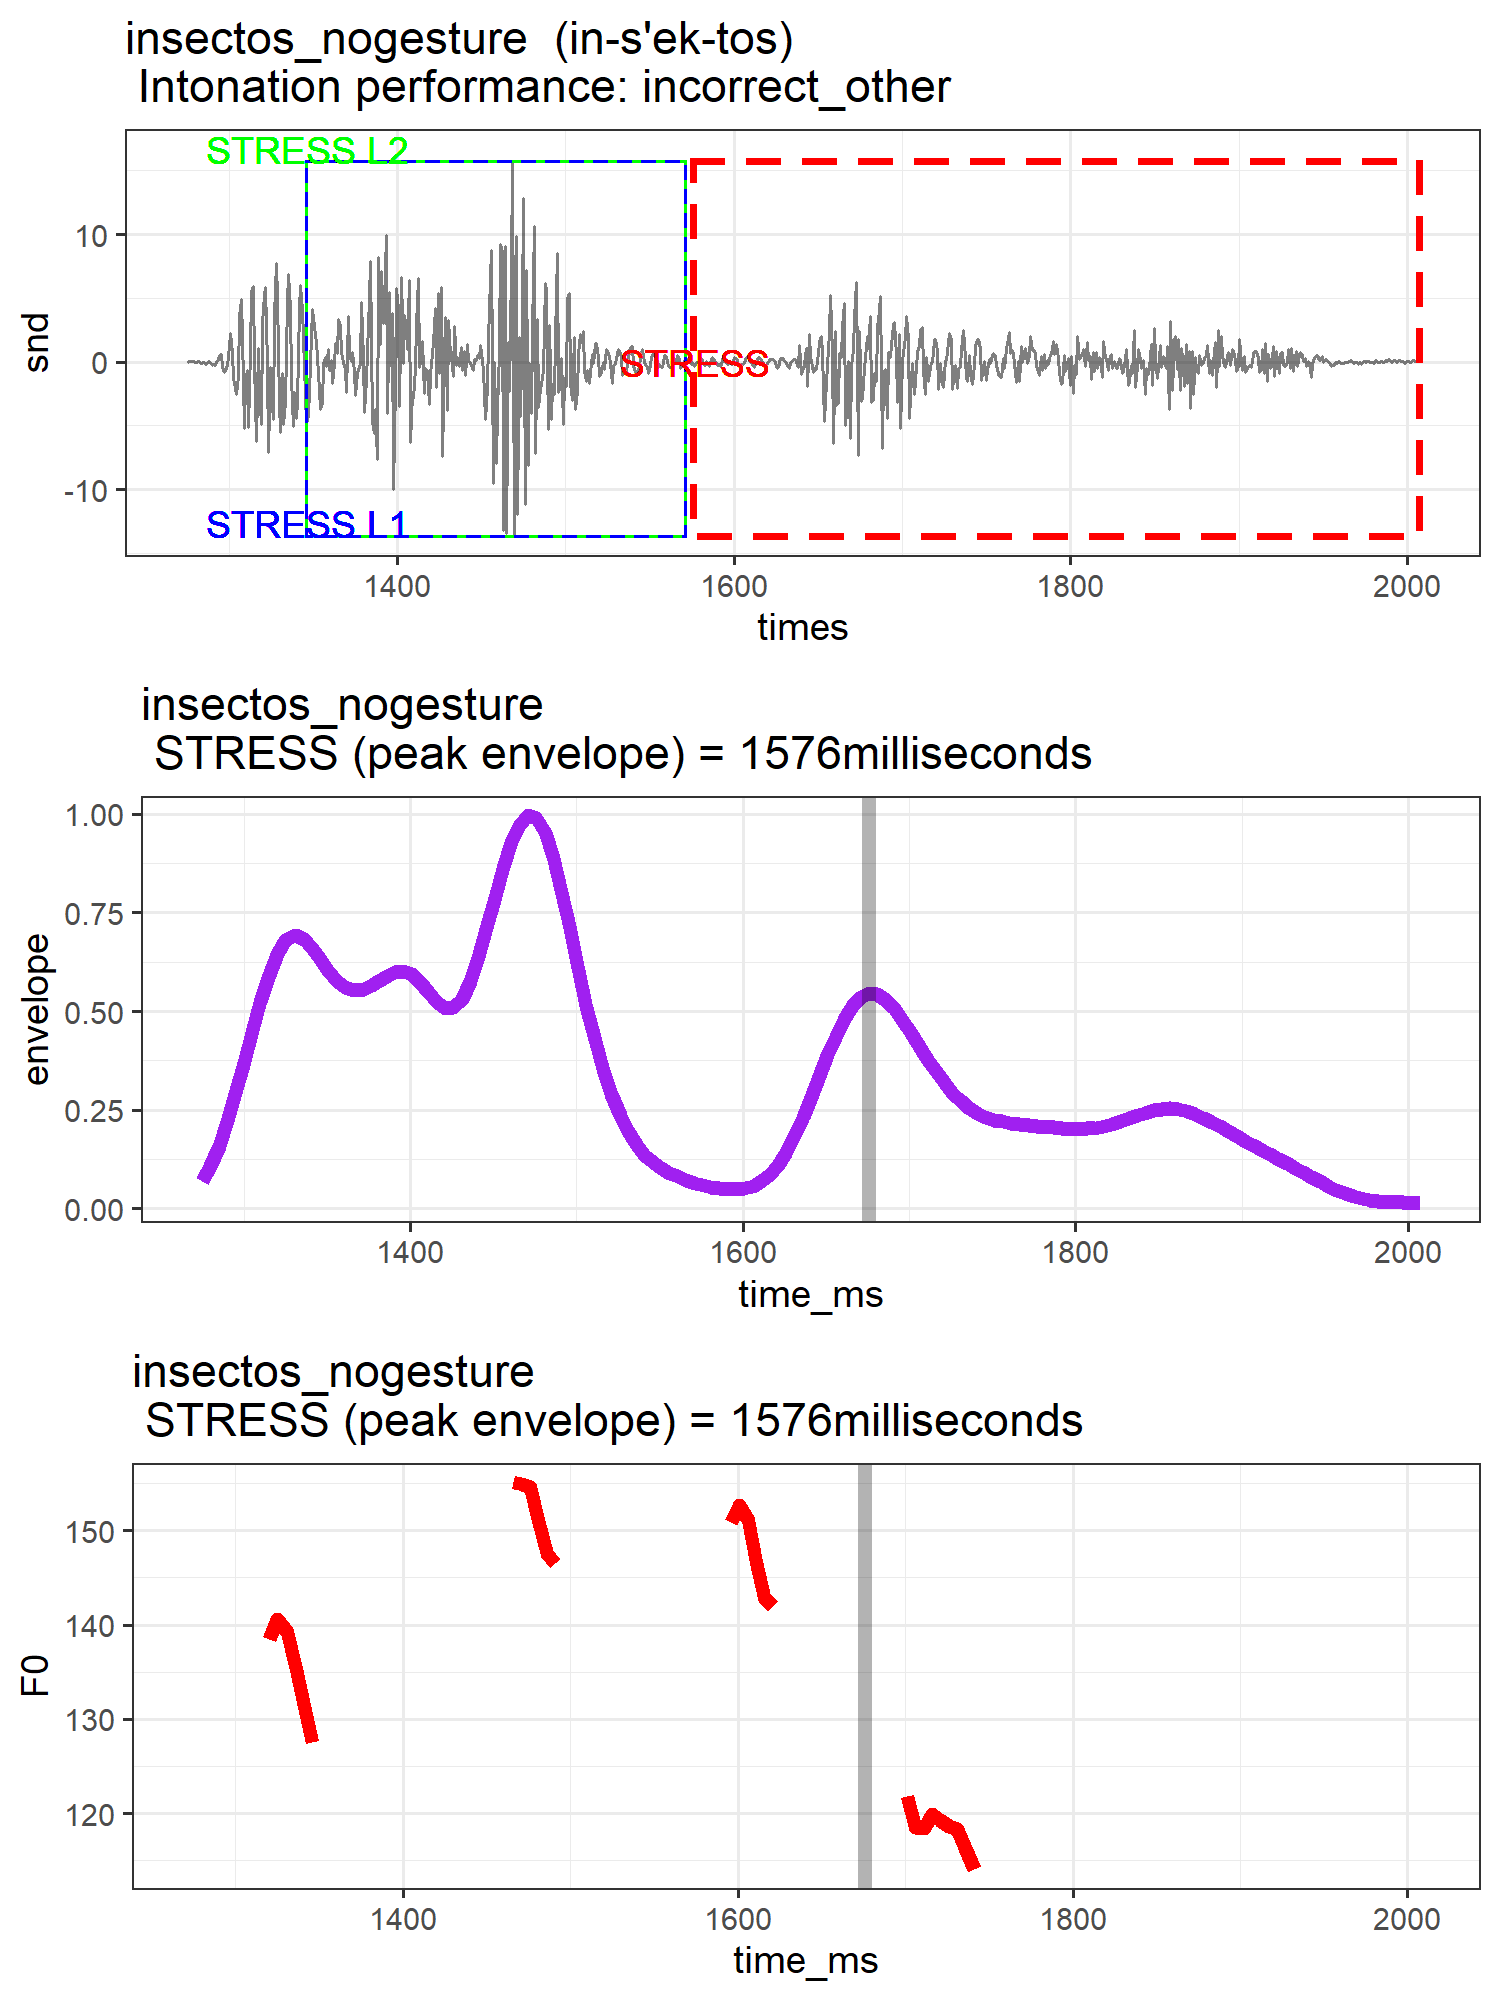 insectos_nogesture  (in-s'ek-tos)
Intonation performance: incorrect_other
STRESS L2
10
snd
0
STRESS
-10
STRESS L1
1400
1600
1800
2000
times
insectos_nogesture
STRESS (peak envelope) = 1576milliseconds
1.00
0.75
envelope
0.50
0.25
0.00
1400
1600
1800
2000
time_ms
insectos_nogesture
STRESS (peak envelope) = 1576milliseconds
150
140
F0
130
120
1400
1600
1800
2000
time_ms